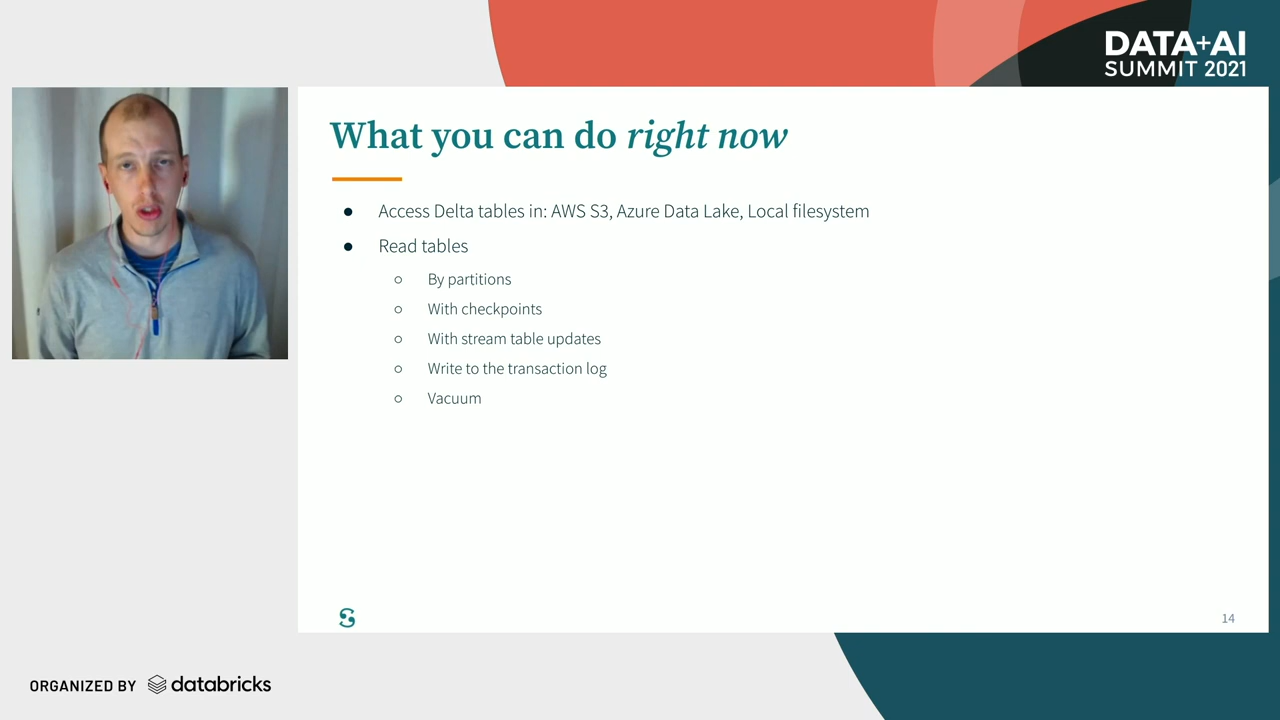 DATA+AI
SUMMIT 2021
What you can do right now
● Access Delta tables in: AWS S3, Azure Data Lake, Local filesystem
● Read tables
○ By partitions
○ With checkpoints
○ With stream table updates
○ Write to the transaction log
○ Vacuum
14
ORGANIZED BY databricks